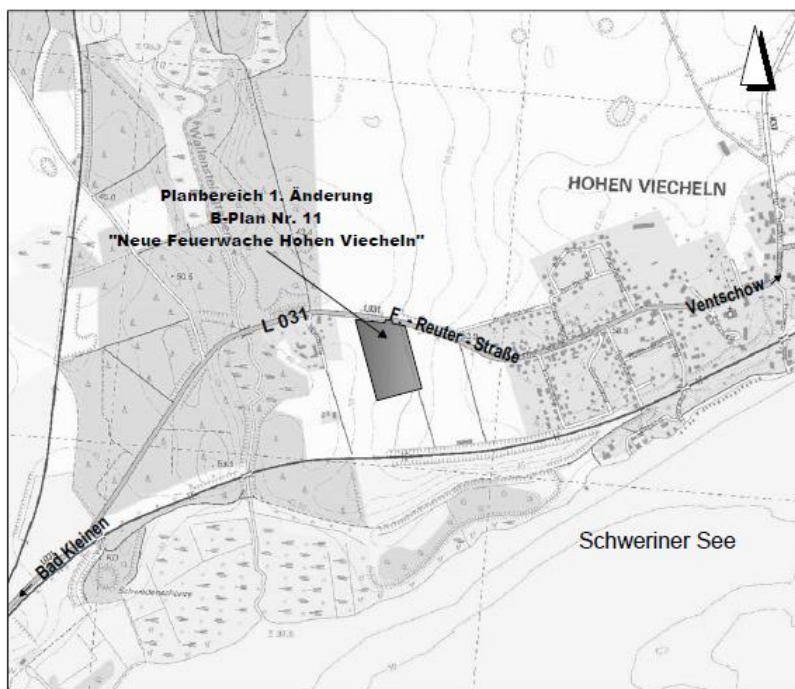 HOHEN VIECHELN
Planbereich 1. Änderung
B-Plan Nr. 11
"Neue Feuerwache Hohen Viecheln"
L 031
F. - Reuter - Straße
Ventschow
Schweriner See
Bad Kleinen